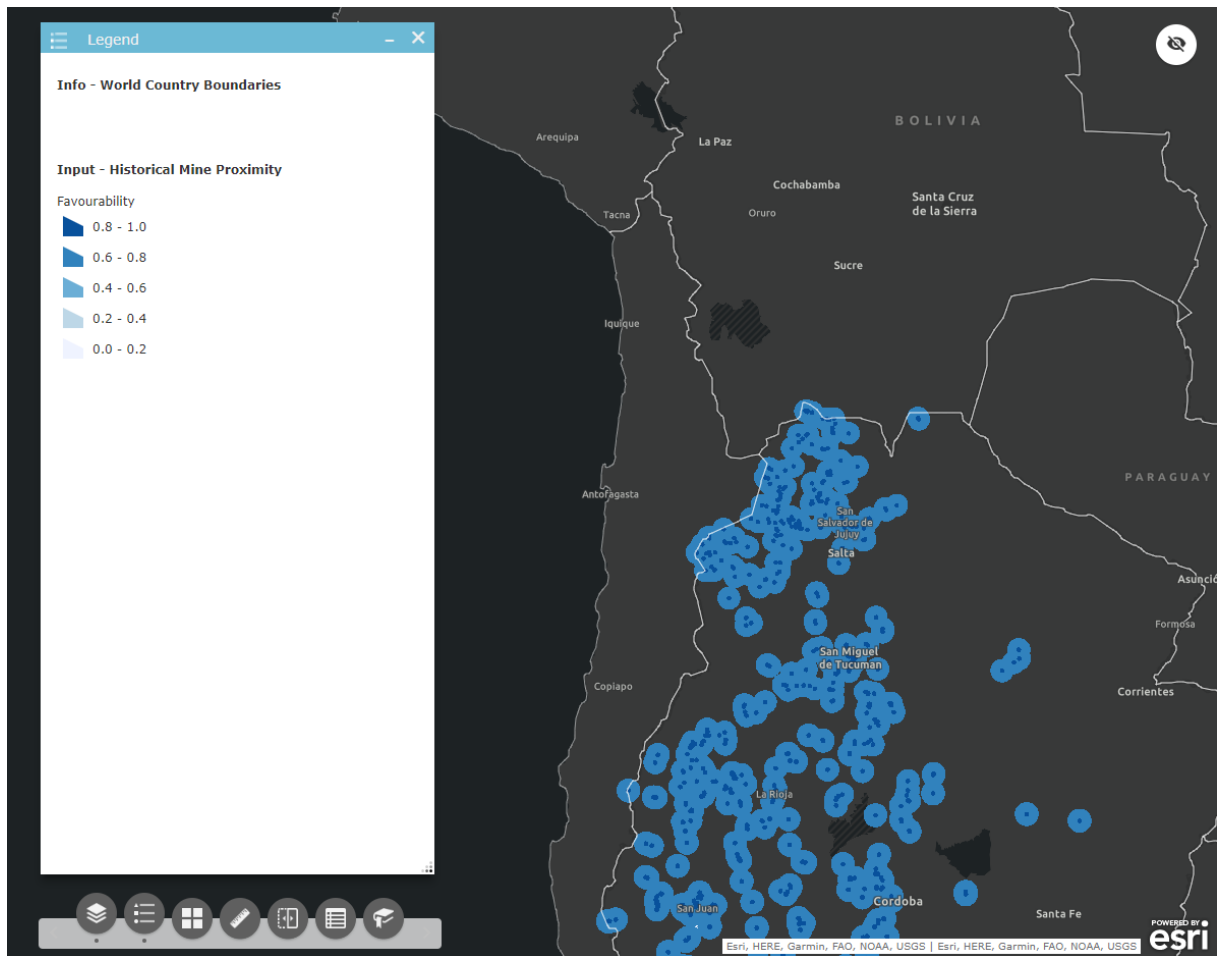 Legend
Info - World Country Boundaries
Input - Historical Mine Proximity
Favourability
0.8 - 1.0
0.6 - 0.8
0.4 - 0.6
0.2 - 0.4
0.0 - 0.2
BOLIVIA
Arequipa
La Paz
Cochabamba
Santa Cruz
de la Sierra
Tacna
Oruro
Sucre
Iquique
PARAGUAY
Antofagasta
San
Salvador de
Jujuy
Salta
Asunció
Formosa
San Miguel
de Tucumán
Copiapo
Corrientes
La Rioja
San Juan
Cordoba
Santa Fe
POWERED BY
esri
Esri, HERE, Garmin, FAO, NOAA, USGS | Esri, HERE, Garmin, FAO, NOAA, USGS